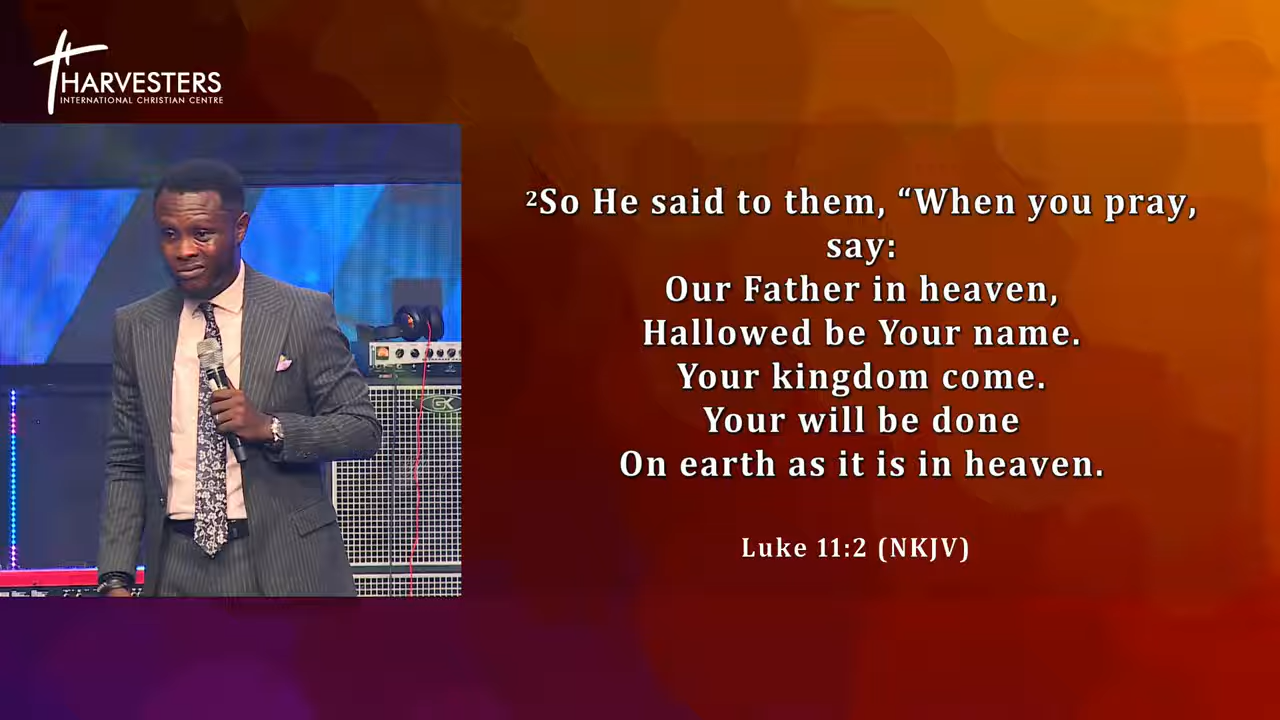 HARVESTERS
INTERNATIONAL CHRISTIAN CENTRE
²So He said to them, “When you pray,
say:
Our Father in heaven,
Hallowed be Your name.
Your kingdom come.
Your will be done
On earth as it is in heaven.
Luke 11:2 (NKJV)
GK